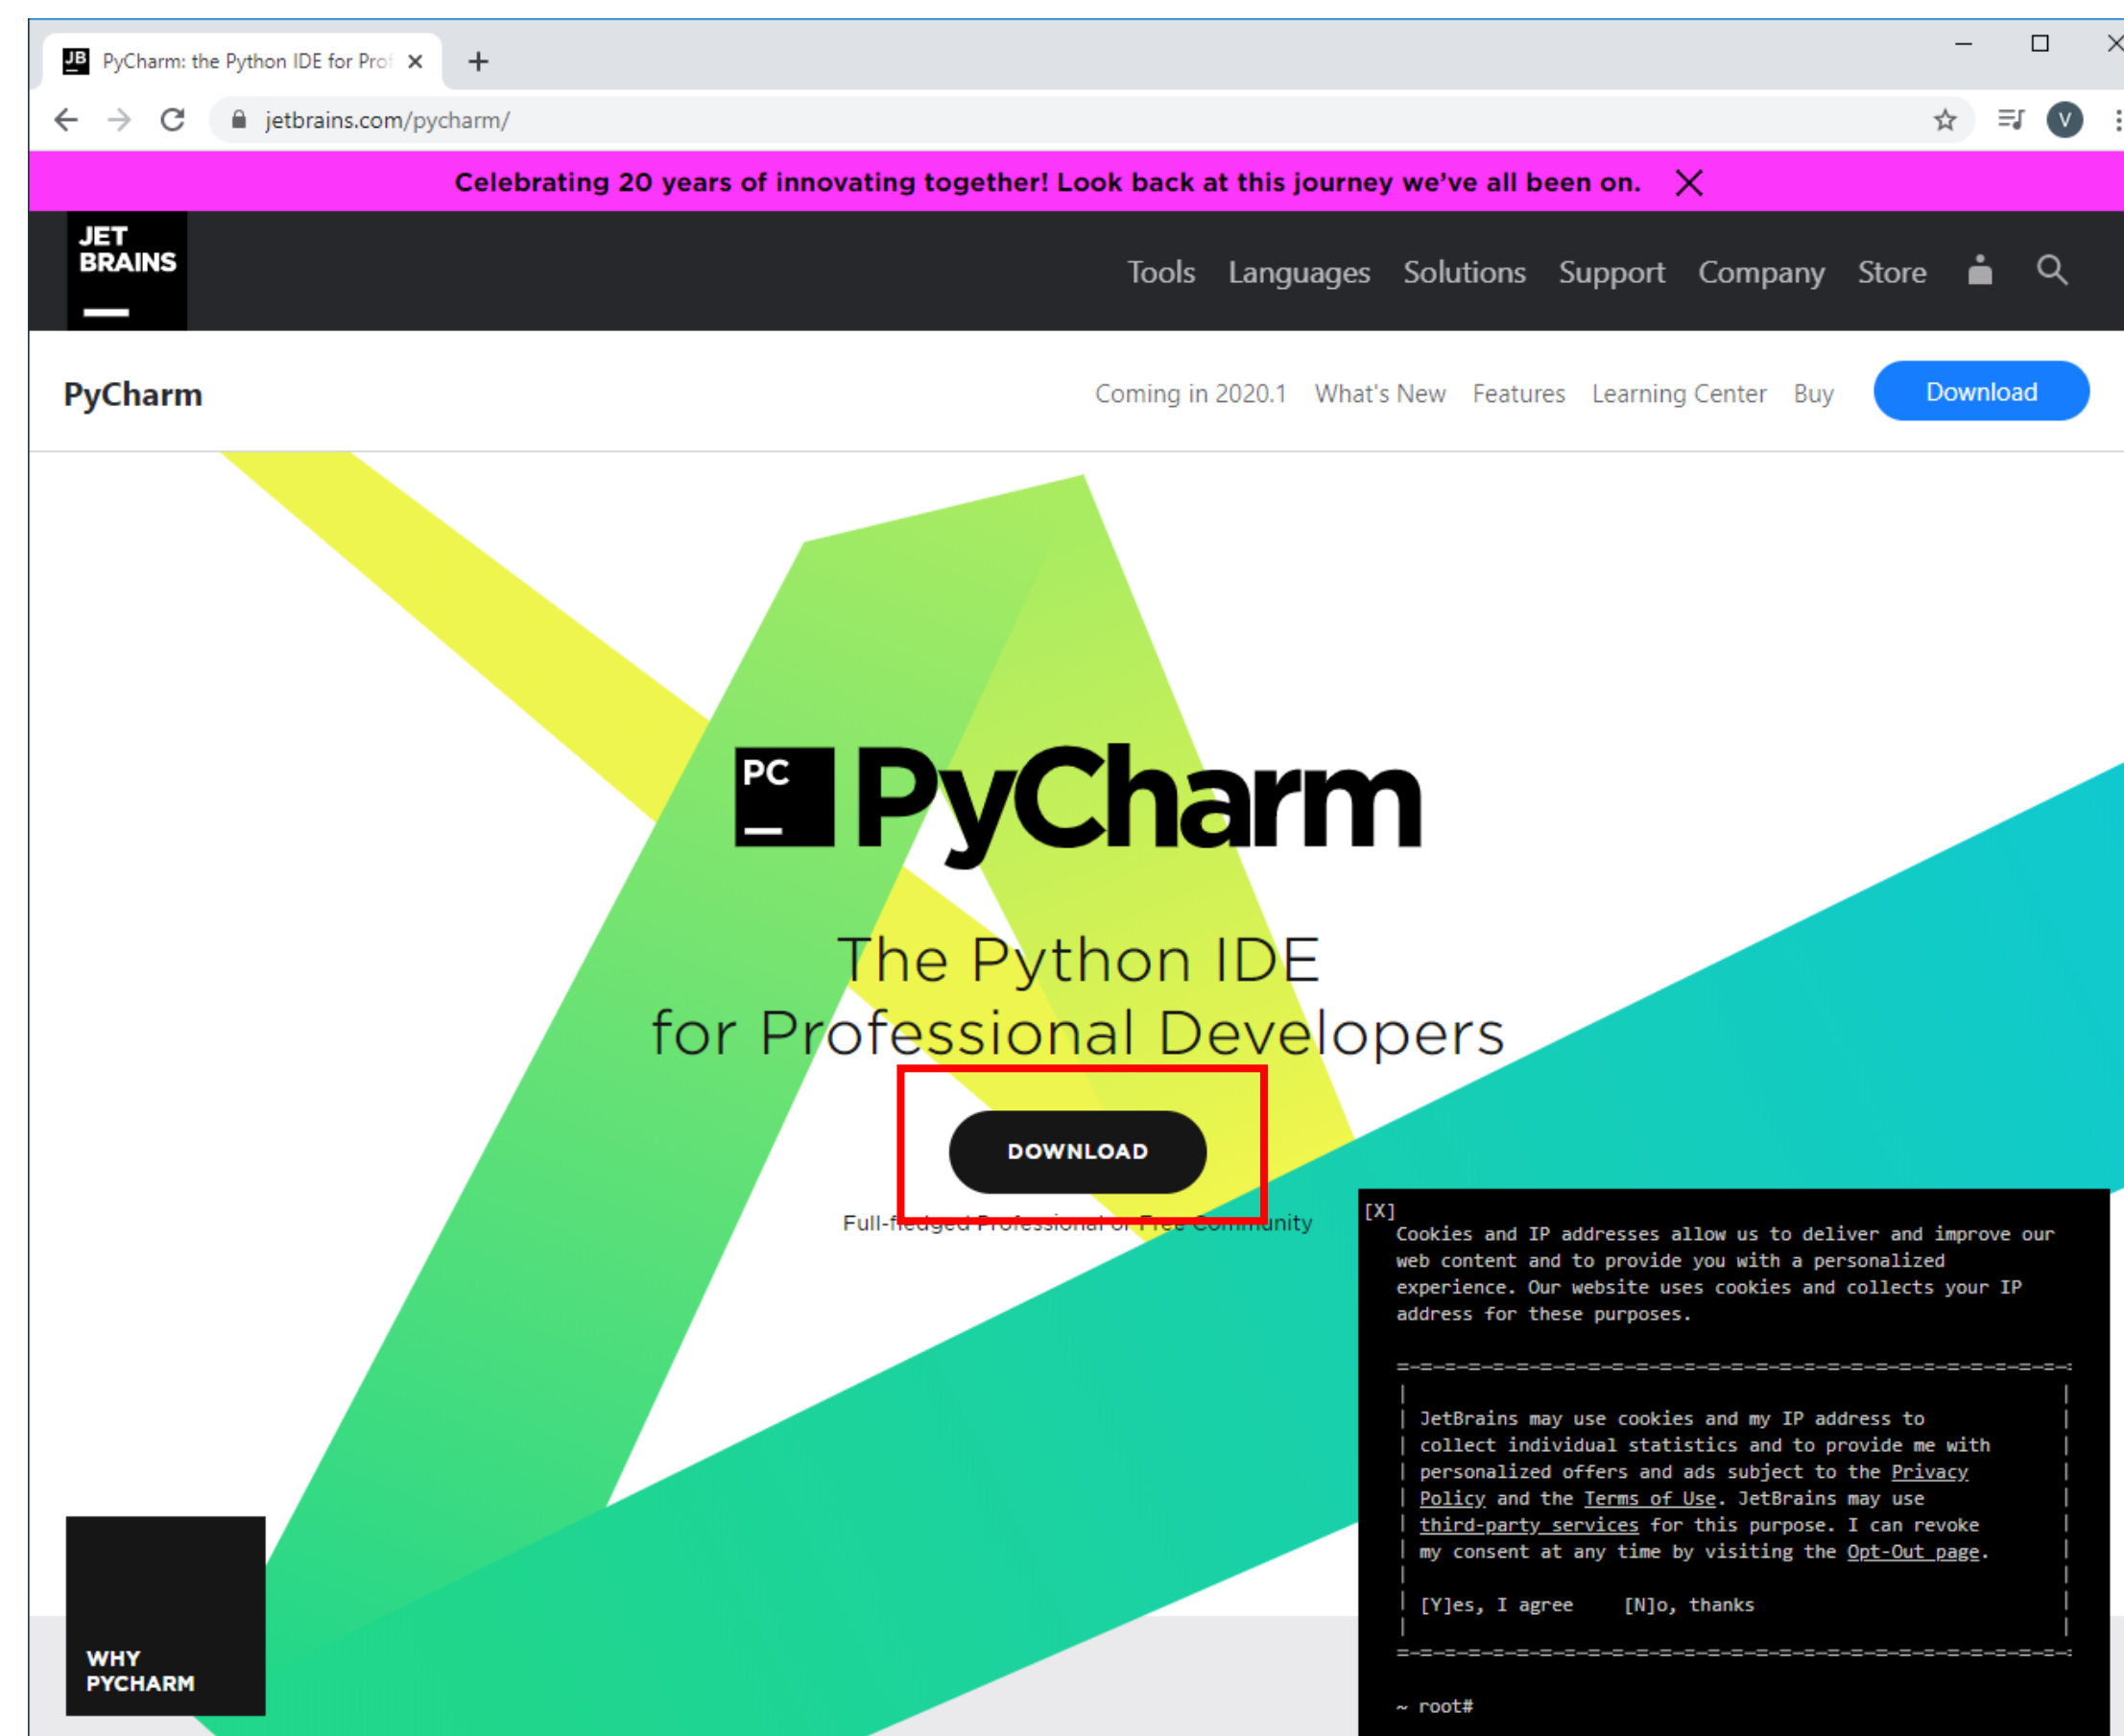 JB PyCharm: the Python IDE for Prof
jetbrains.com/pycharm/
V
Celebrating 20 years of innovating together! Look back at this journey we've all been on.
JET
BRAINS
Tools Languages Solutions Support Company Store
PyCharm
Coming in 2020.1 What's New Features Learning Center Buy Download
PC PyCharm
The Python IDE
for Professional Developers
DOWNLOAD
Full-fledged Professional or Free Community
[X]
Cookies and IP addresses allow us to deliver and improve our
web content and to provide you with a personalized
experience. Our website uses cookies and collects your IP
address for these purposes.
JetBrains may use cookies and my IP address to
collect individual statistics and to provide me with
personalized offers and ads subject to the Privacy
Policy and the Terms of Use. JetBrains may use
third-party services for this purpose. I can revoke
my consent at any time by visiting the Opt-Out page.
[Y]es, I agree [N]o, thanks
~ root#
WHY
PYCHARM